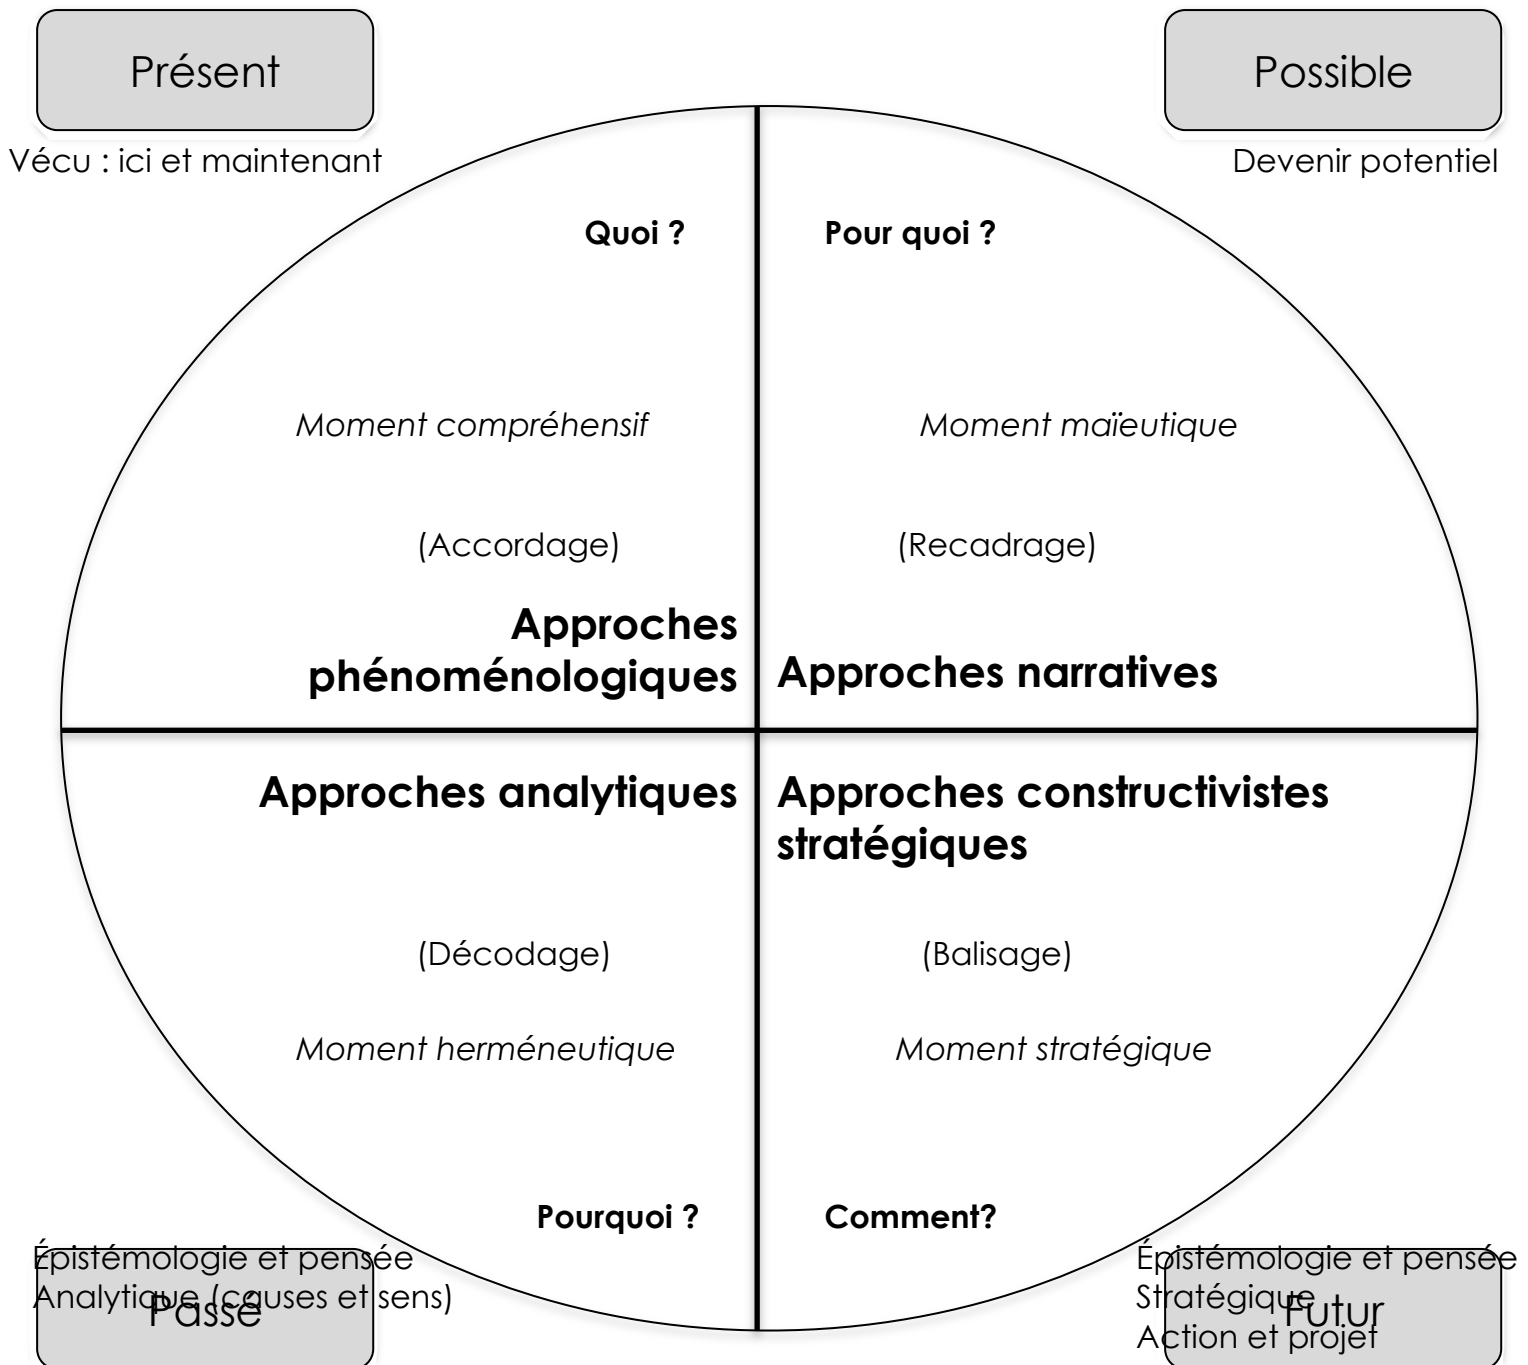 Présent
Possible
Vécu : ici et maintenant
Devenir potentiel
Quoi ?
Pour quoi ?
Moment compréhensif
Moment maïeutique
(Accordage)
(Recadrage)
Approches
phénoménologiques
Approches narratives
Approches analytiques
Approches constructivistes
stratégiques
(Décodage)
(Balisage)
Moment herméneutique
Moment stratégique
Pourquoi ?
Comment?
Épistémologie et pensée
Analytique (causes et sens)
Passé
Épistémologie et pensée
Stratégique
Action et projet
Futur